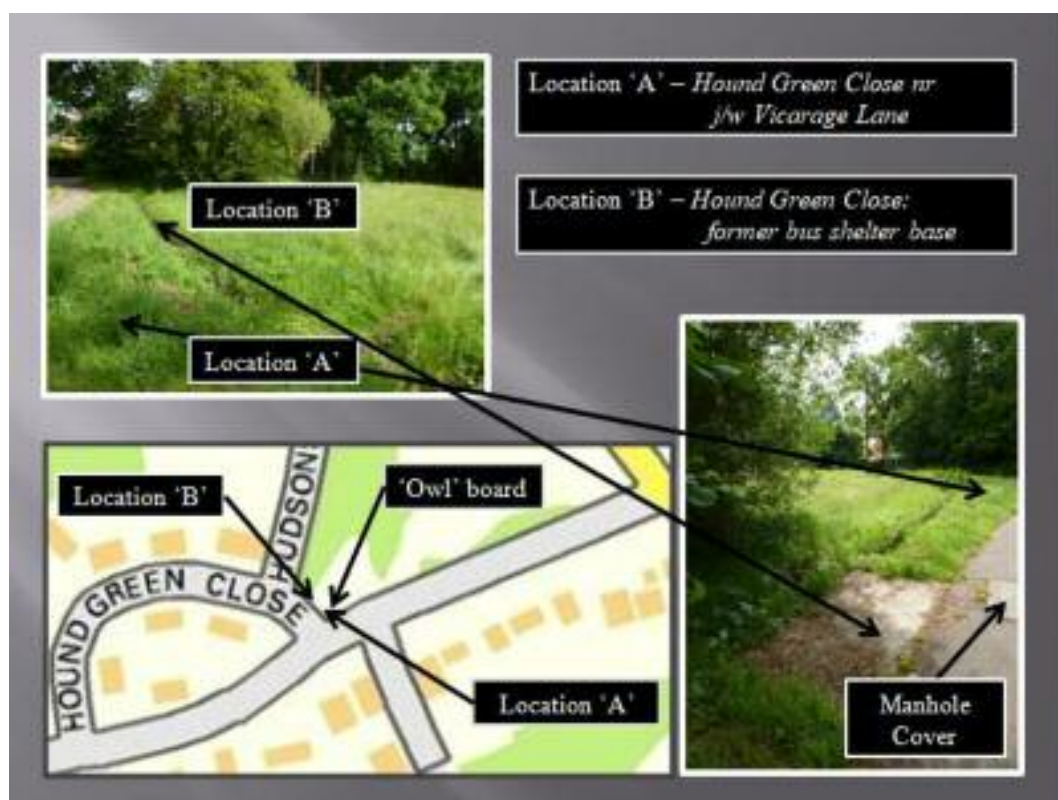 Location 'A' – Hound Green Close nr
j/w Vicarage Lane
Location 'B' – Hound Green Close:
former bus shelter base
Location 'B'
Location 'A'
Location 'B'
'Owl' board
HUDSON
HOUND GREEN CLOSE
Location 'A'
Manhole
Cover